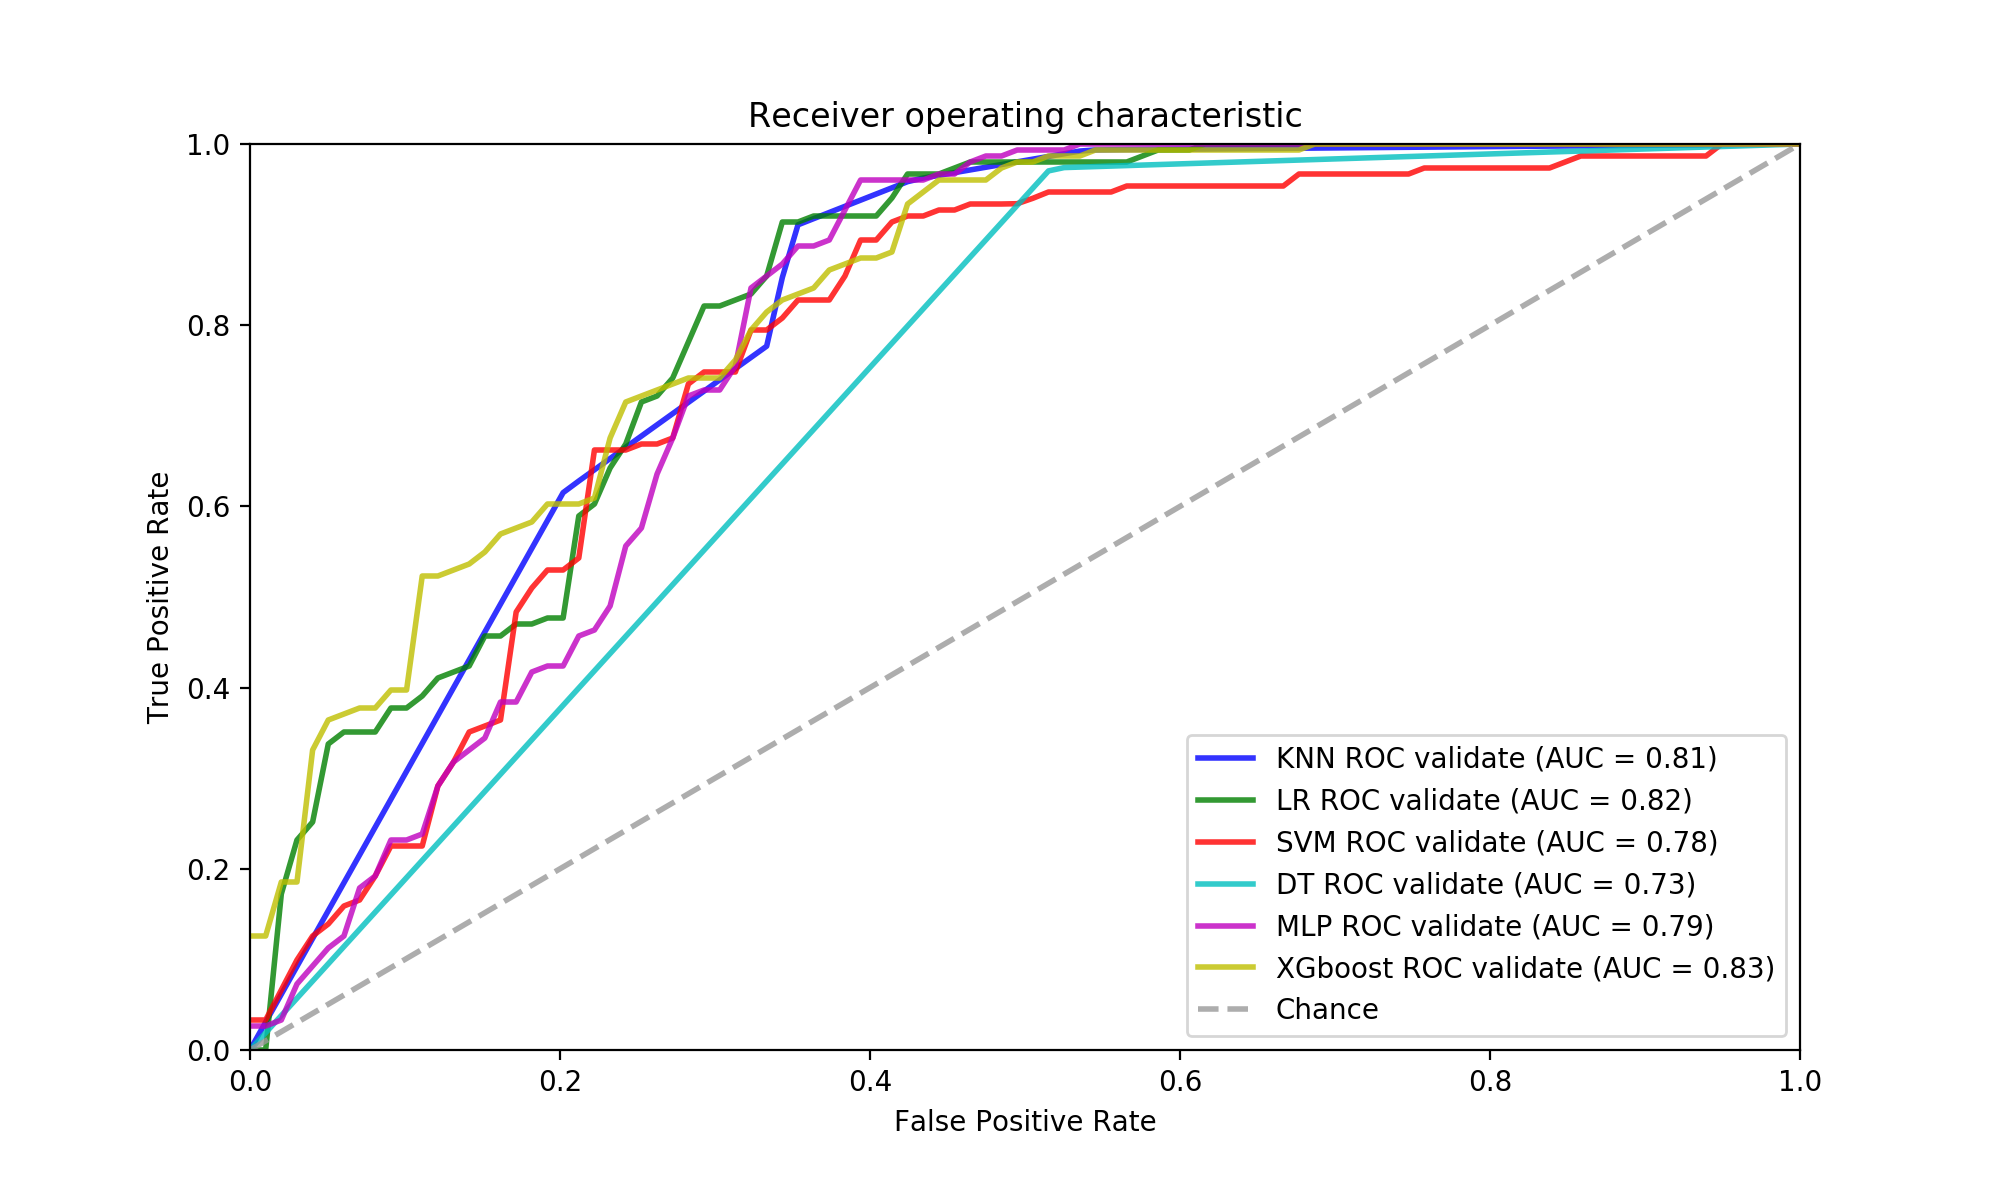 Receiver operating characteristic
1.0
0.8
0.6
0.4
0.2
0.0
True Positive Rate
KNN ROC validate (AUC = 0.81)
LR ROC validate (AUC = 0.82)
SVM ROC validate (AUC = 0.78)
DT ROC validate (AUC = 0.73)
MLP ROC validate (AUC = 0.79)
XGboost ROC validate (AUC = 0.83)
Chance
0.0 0.2 0.4 0.6 0.8 1.0
False Positive Rate